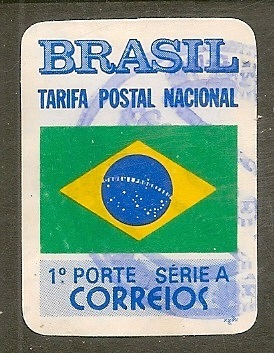 BRASIL
TARIFA POSTAL NACIONAL
1º PORTE SÉRIE A
CORREIOS